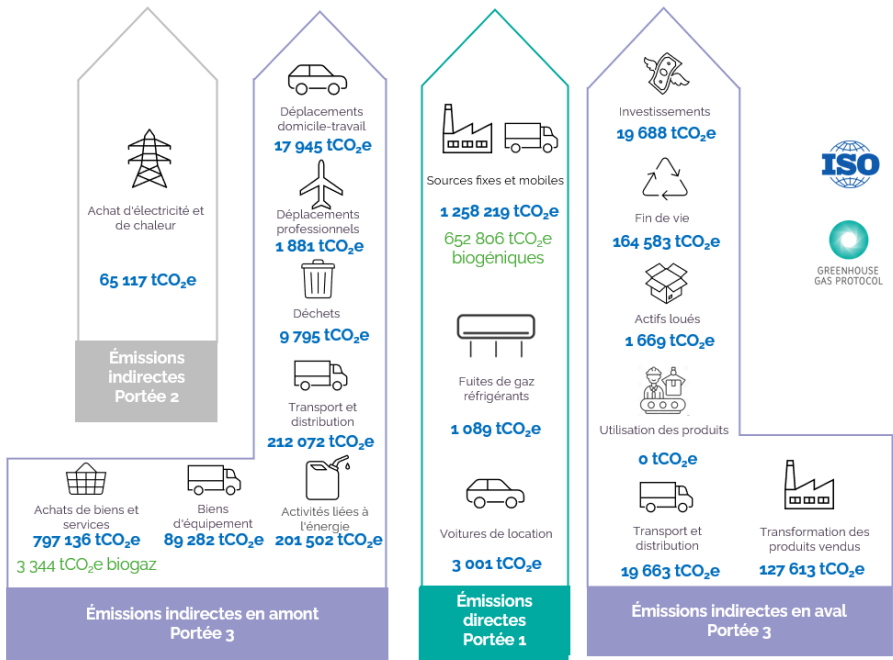 Achat d'électricité et
de chaleur
65 117 tCO₂e
Émissions
indirectes
Portée 2
Déplacements
domicile-travail
17 945 tCO₂e
Déplacements
professionnels
1 881 tCO₂e
Déchets
9 795 tCO₂e
Transport et
distribution
212 072 tCO₂e
Achats de biens et
services
797 136 tCO₂e
3 344 tCO₂e biogaz
Biens
d'équipement
89 282 tCO₂e
Activités liées à
l'énergie
201 502 tCO₂e
Émissions indirectes en amont
Portée 3
Sources fixes et mobiles
1 258 219 tCO₂e
652 806 tCO₂e
biogéniques
Fuites de gaz
réfrigérants
1 089 tCO₂e
Voitures de location
3 001 tCO₂e
Émissions
directes
Portée 1
Investissements
19 688 tCO₂e
Fin de vie
164 583 tCO₂e
Actifs loués
1 669 tCO₂e
Utilisation des produits
0 tCO₂e
Transport et
distribution
19 663 tCO₂e
Transformation des
produits vendus
127 613 tCO₂e
Émissions indirectes en aval
Portée 3
ISO
GREENHOUSE
GAS PROTOCOL